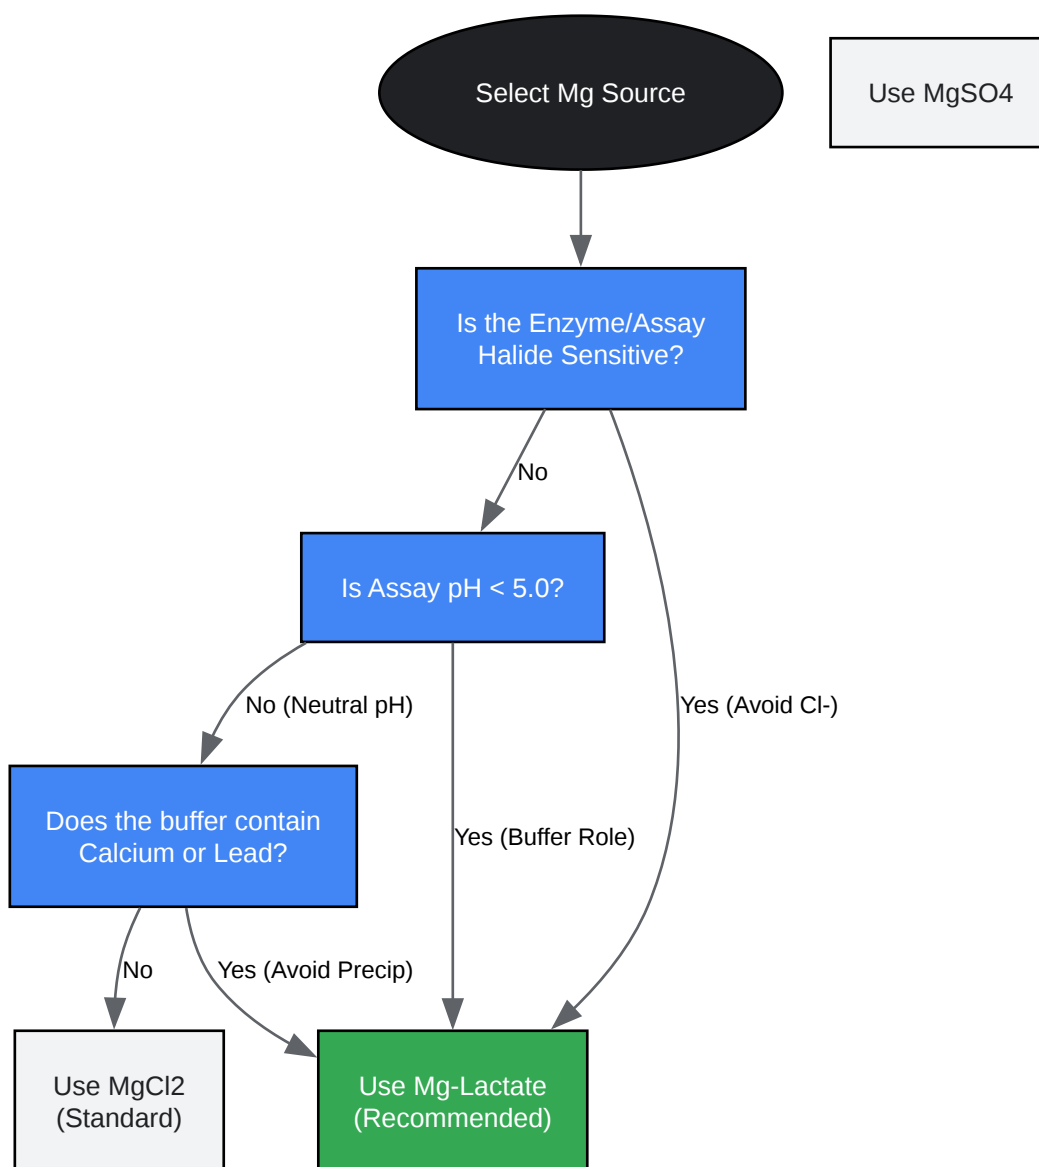 Select Mg Source
Use MgSO4
Is the Enzyme/Assay
Halide Sensitive?
No
Is Assay pH < 5.0?
No (Neutral pH)
Yes (Avoid Cl-)
Does the buffer contain
Calcium or Lead?
Yes (Buffer Role)
No
Yes (Avoid Precip)
Use MgCl2
(Standard)
Use Mg-Lactate
(Recommended)